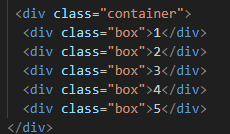 <div class="container">
<div class="box">1</div>
<div class="box">2</div>
<div class="box">3</div>
<div class="box">4</div>
<div class="box">5</div>
</div>